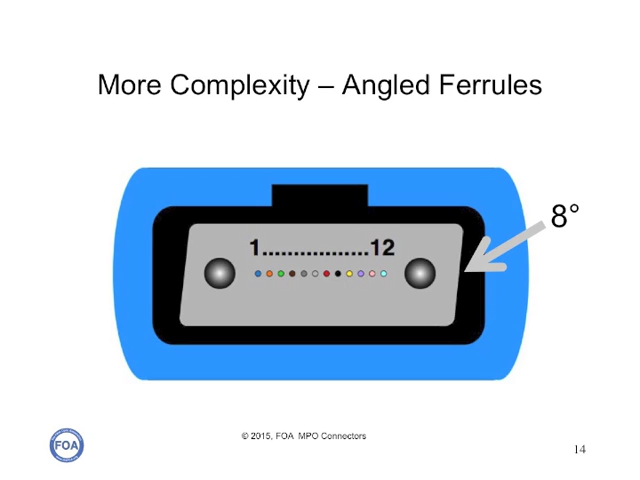 More Complexity – Angled Ferrules
8°
1.................12
© 2015, FOA  MPO Connectors
FOA
14